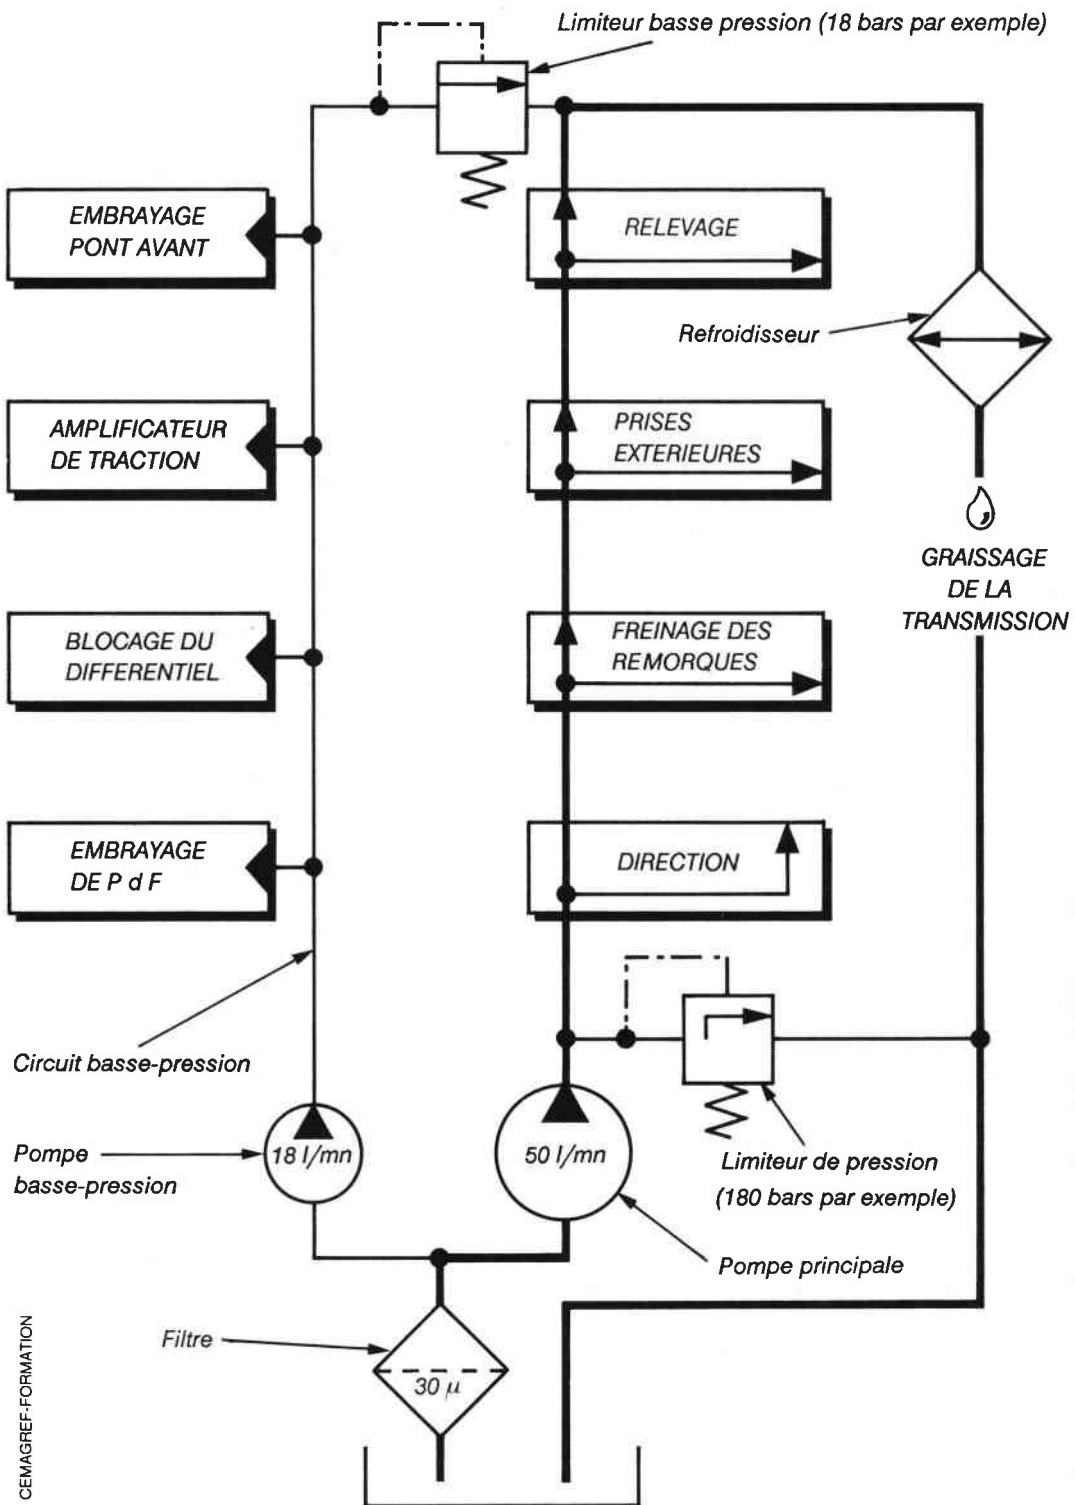 Limiteur basse pression (18 bars par exemple)
EMBRAYAGE
PONT AVANT
RELEVAGE
Refroidisseur
AMPLIFICATEUR
DE TRACTION
PRISES
EXTERIEURES
GRAISSAGE
DE LA
TRANSMISSION
BLOCAGE DU
DIFFERENTIEL
FREINAGE DES
REMORQUES
EMBRAYAGE
DE P d F
DIRECTION
Circuit basse-pression
Pompe
basse-pression
18 l/mn
50 l/mn
Limiteur de pression
(180 bars par exemple)
Pompe principale
Filtre
30 μ
CEMAGREF-FORMATION